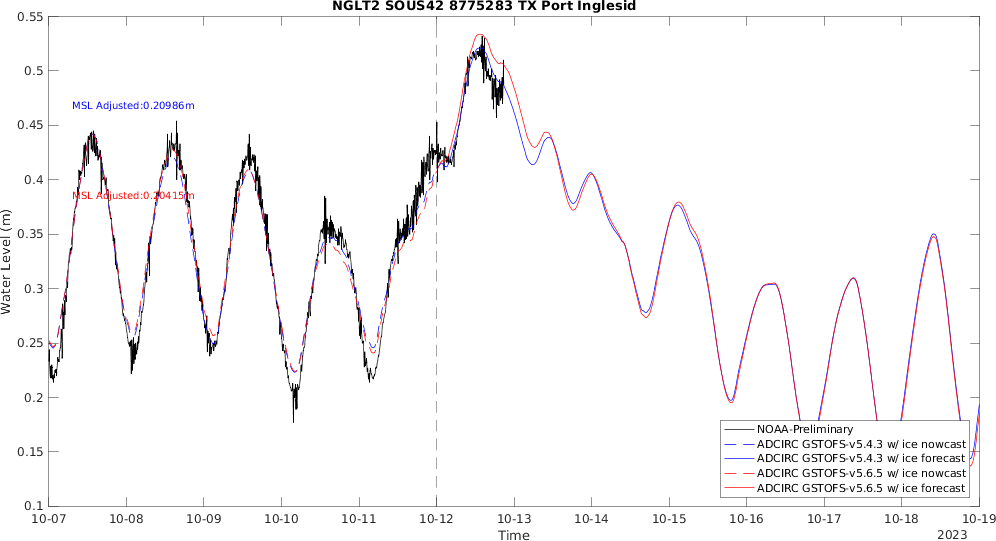 NGLT2 SOUS42 8775283 TX Port Inglesid
0.55
0.5
0.45
0.4
0.35
0.3
0.25
0.2
0.15
0.1
Water Level (m)
MSL Adjusted:0.20986m
MSL Adjusted:0.20415m
NOAA-Preliminary
ADCIRC GSTOFS-v5.4.3 w/ ice nowcast
ADCIRC GSTOFS-v5.4.3 w/ ice forecast
ADCIRC GSTOFS-v5.6.5 w/ ice nowcast
ADCIRC GSTOFS-v5.6.5 w/ ice forecast
10-07 10-08 10-09 10-10 10-11 10-12 10-13 10-14 10-15 10-16 10-17 10-18 10-19
Time
2023